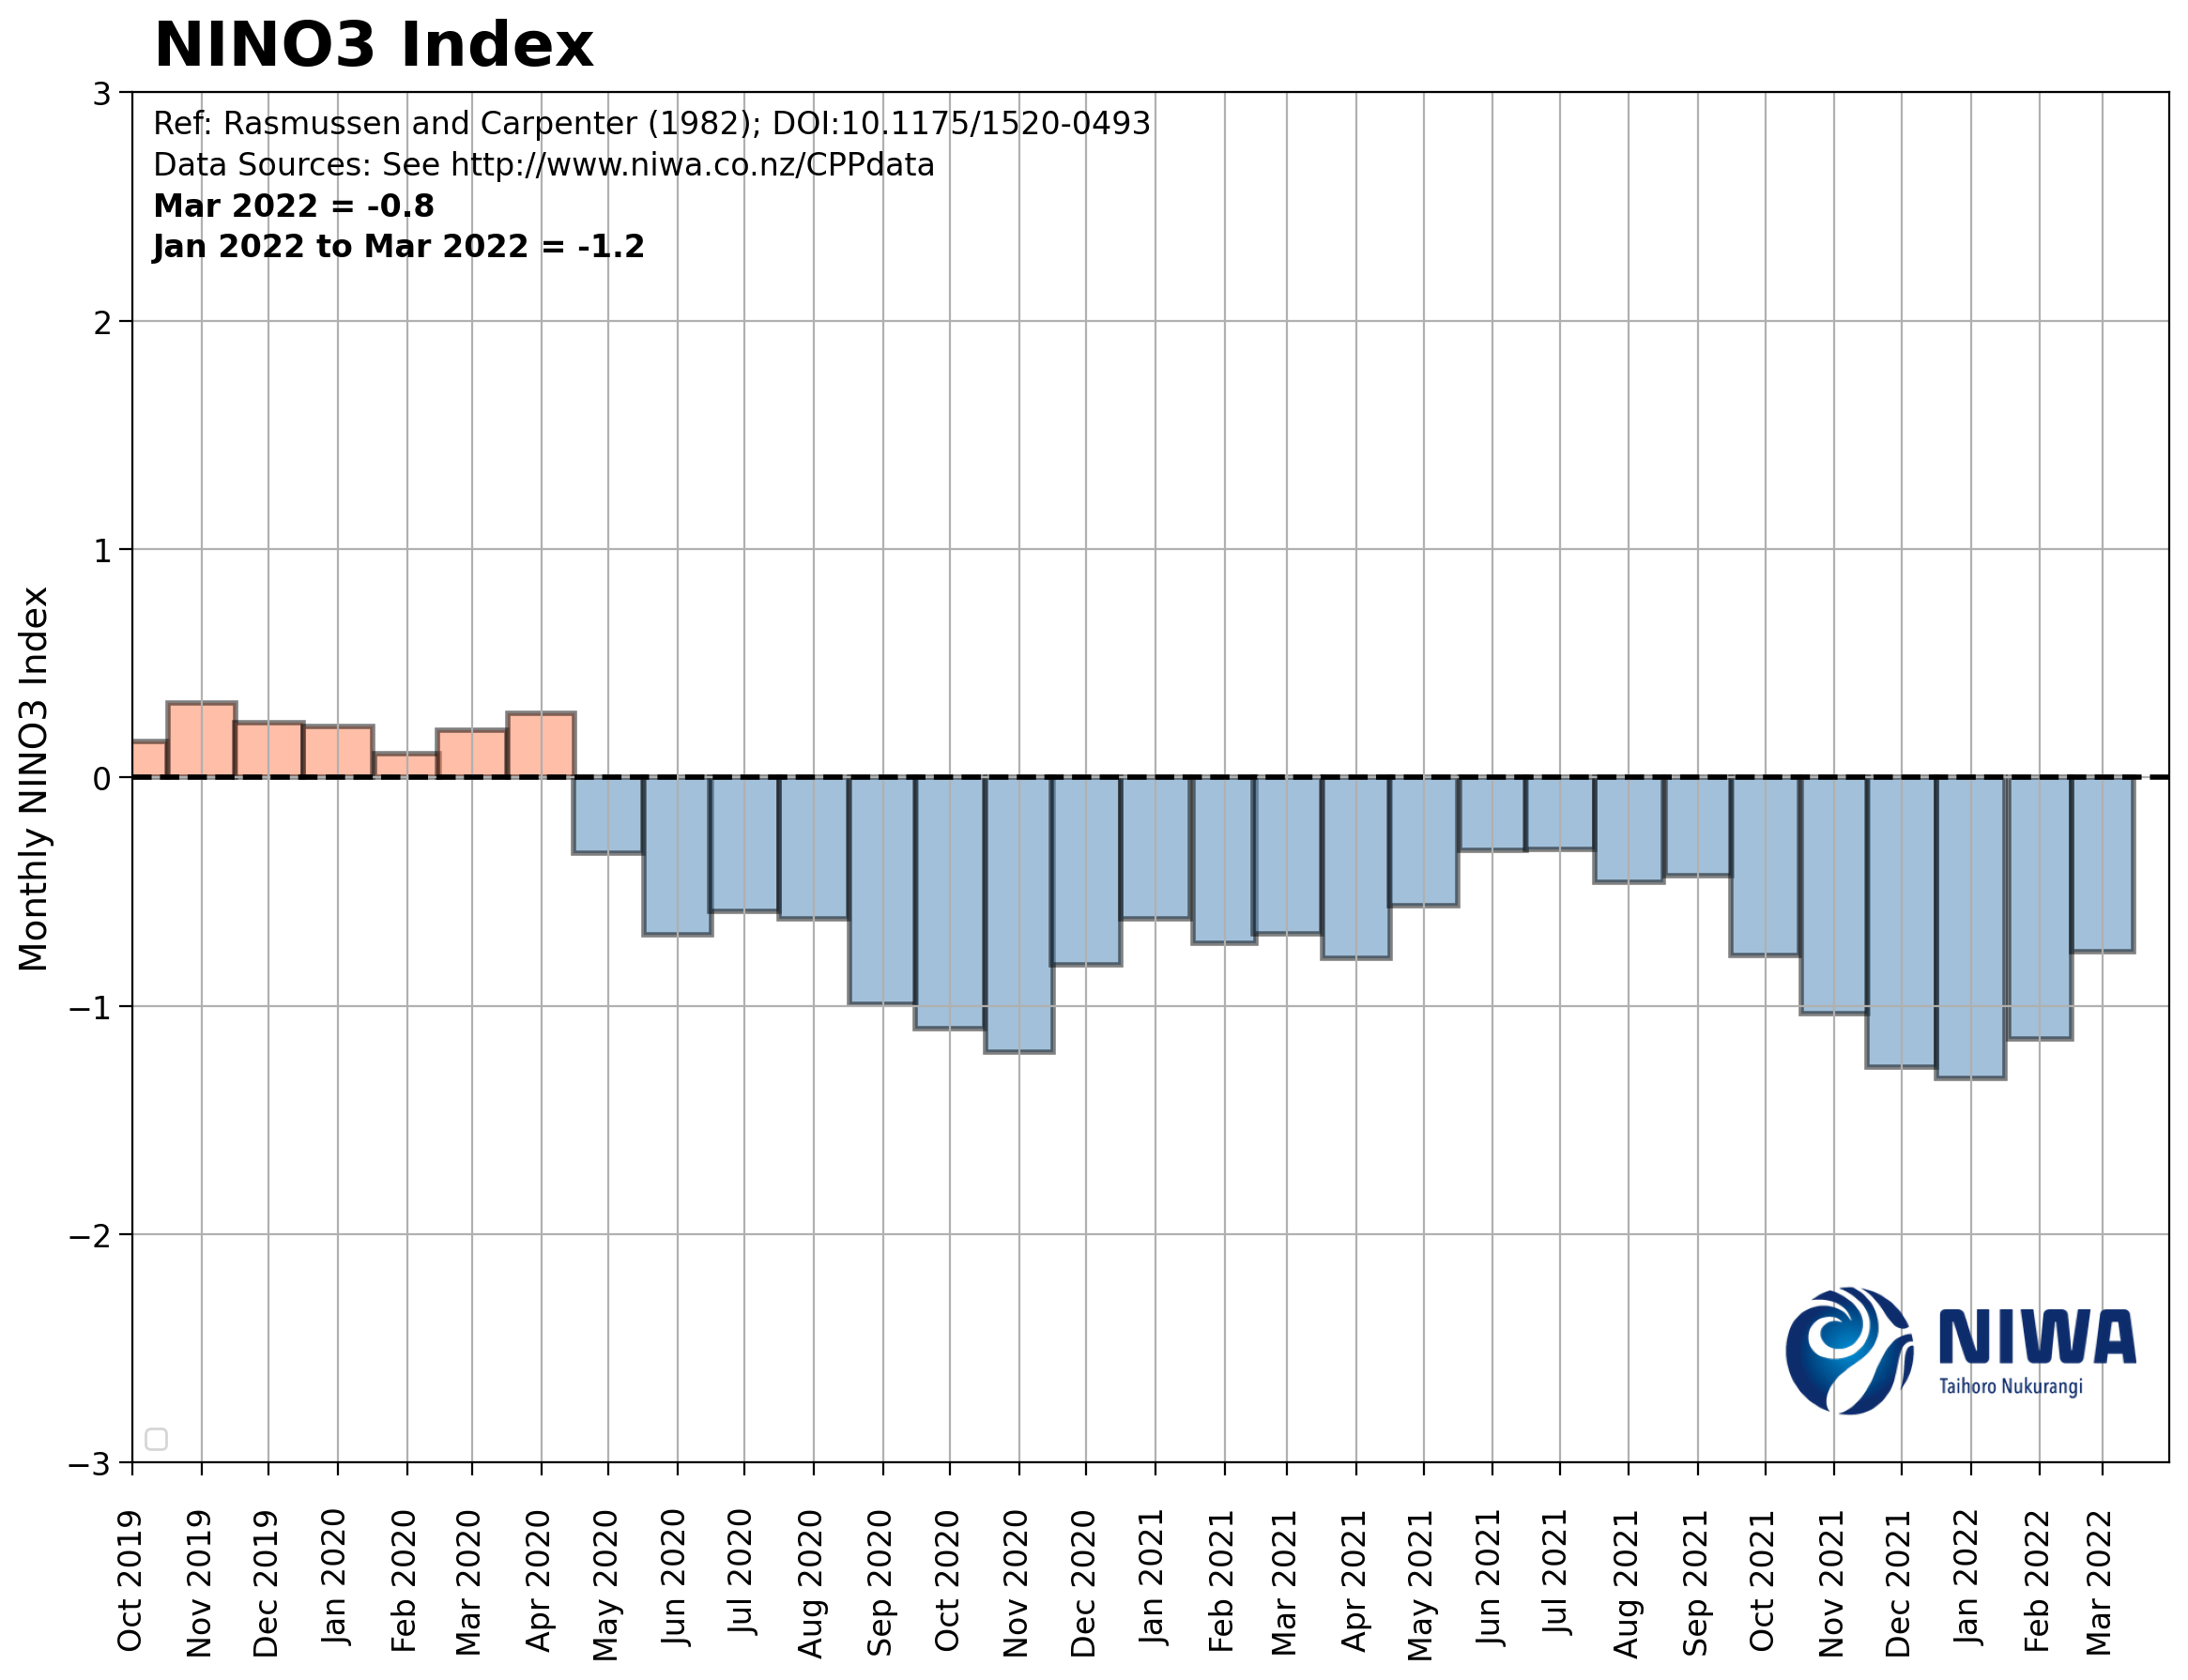 NINO3 Index
Ref: Rasmussen and Carpenter (1982); DOI:10.1175/1520-0493
Data Sources: See http://www.niwa.co.nz/CPPdata
Mar 2022 = -0.8
Jan 2022 to Mar 2022 = -1.2
Monthly NINO3 Index
3
2
1
0
−1
−2
−3
NIWA
Taihoro Nukurangi
Oct 2019
Nov 2019
Dec 2019
Jan 2020
Feb 2020
Mar 2020
Apr 2020
May 2020
Jun 2020
Jul 2020
Aug 2020
Sep 2020
Oct 2020
Nov 2020
Dec 2020
Jan 2021
Feb 2021
Mar 2021
Apr 2021
May 2021
Jun 2021
Jul 2021
Aug 2021
Sep 2021
Oct 2021
Nov 2021
Dec 2021
Jan 2022
Feb 2022
Mar 2022